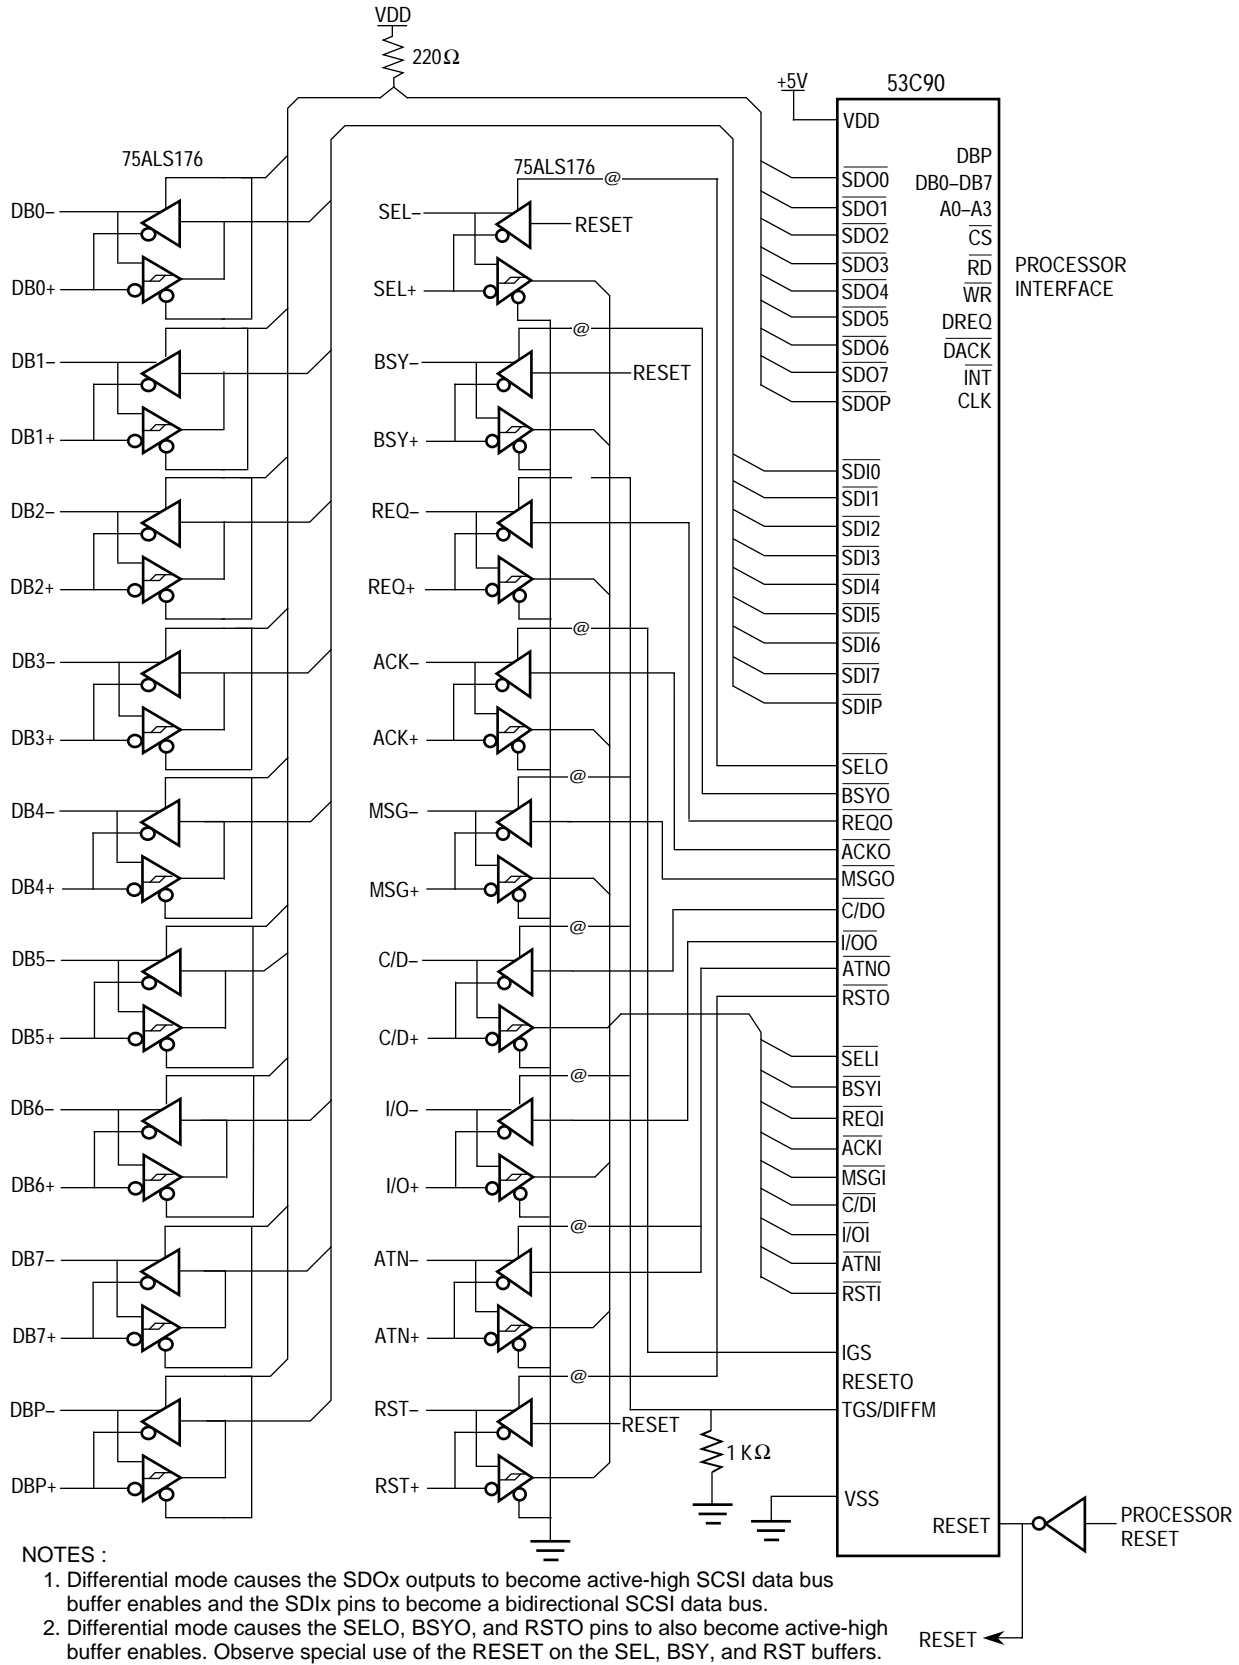 VDD
220Ω
+5V
53C90
75ALS176
75ALS176
@
DB0–
DB0+
DB1–
DB1+
DB2–
DB2+
DB3–
DB3+
DB4–
DB4+
DB5–
DB5+
DB6–
DB6+
DB7–
DB7+
DBP–
DBP+
SEL–
RESET
SEL+
@
BSY–
RESET
BSY+
REQ–
REQ+
@
ACK–
ACK+
@
MSG–
MSG+
@
C/D–
C/D+
@
I/O–
I/O+
@
ATN–
ATN+
@
RST–
RESET
RST+
1 KΩ
VDD
SDO0
SDO1
SDO2
SDO3
SDO4
SDO5
SDO6
SDO7
SDOP
SDI0
SDI1
SDI2
SDI3
SDI4
SDI5
SDI6
SDI7
SDIP
SELO
BSYO
REQO
ACKO
MSGO
C/DO
I/OO
ATNO
RSTO
SELI
BSYI
REQI
ACKI
MSGI
C/DI
I/OI
ATNI
RSTI
IGS
RESETO
TGS/DIFFM
VSS
RESET
DBP
DB0–DB7
A0–A3
CS
RD
WR
DREQ
DACK
INT
CLK
PROCESSOR
INTERFACE
PROCESSOR
RESET
RESET
NOTES :
1. Differential mode causes the SDOx outputs to become active-high SCSI data bus
buffer enables and the SDIx pins to become a bidirectional SCSI data bus.
2. Differential mode causes the SELO, BSYO, and RSTO pins to also become active-high
buffer enables. Observe special use of the RESET on the SEL, BSY, and RST buffers.